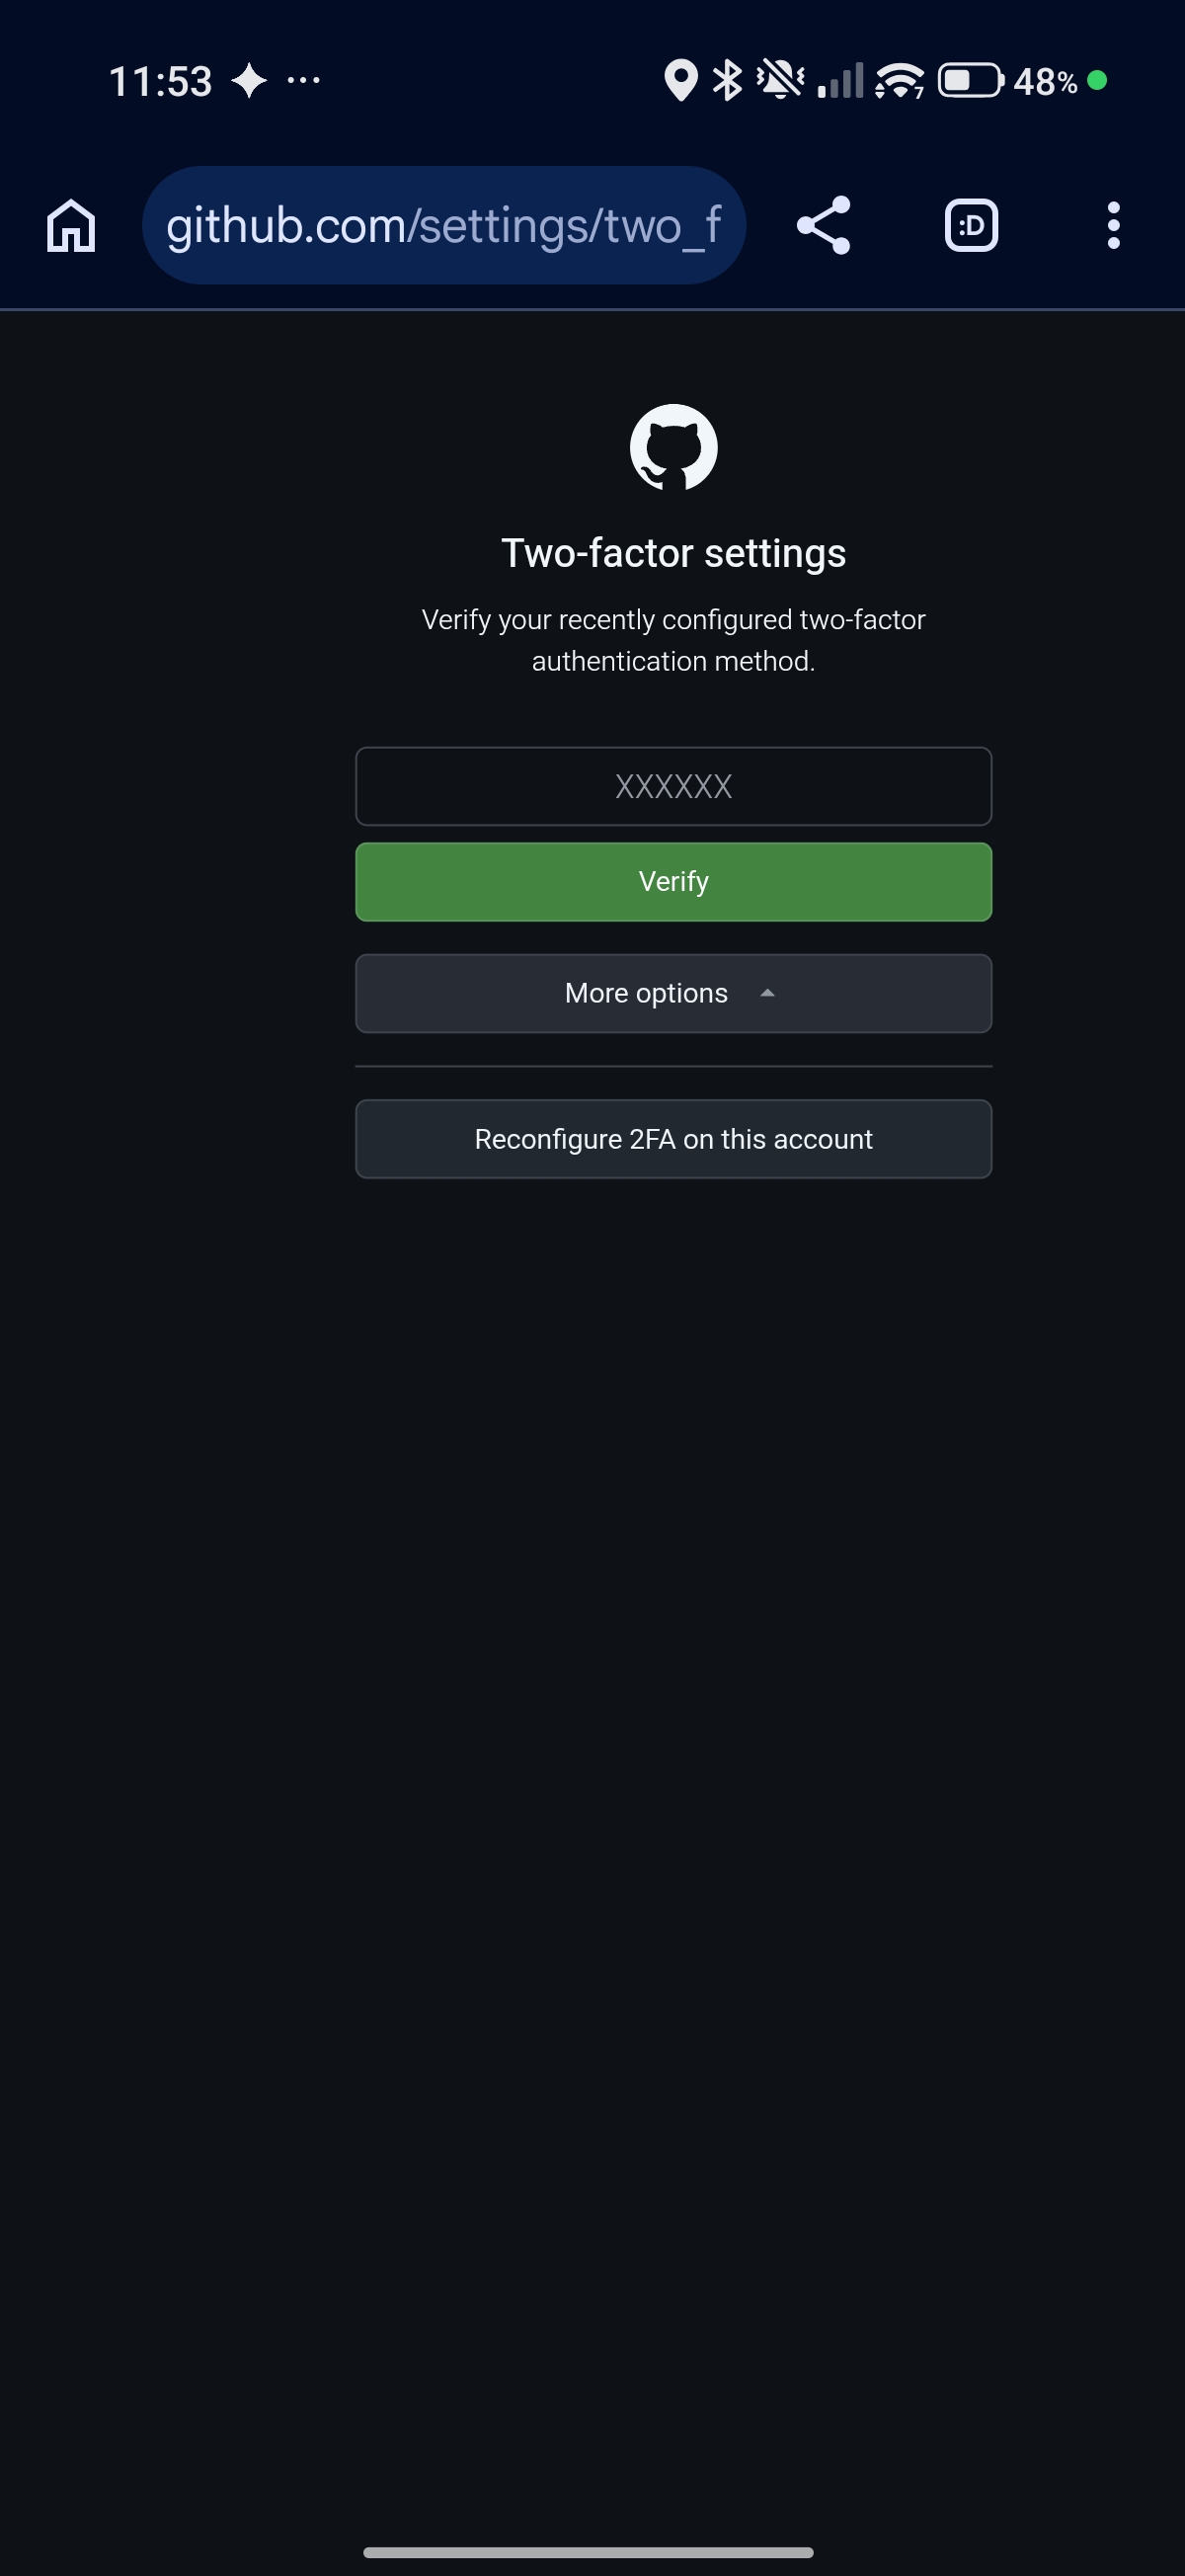 11:53
48%
github.com/settings/two_f
:D
Two-factor settings
Verify your recently configured two-factor
authentication method.
XXXXXX
Verify
More options
Reconfigure 2FA on this account